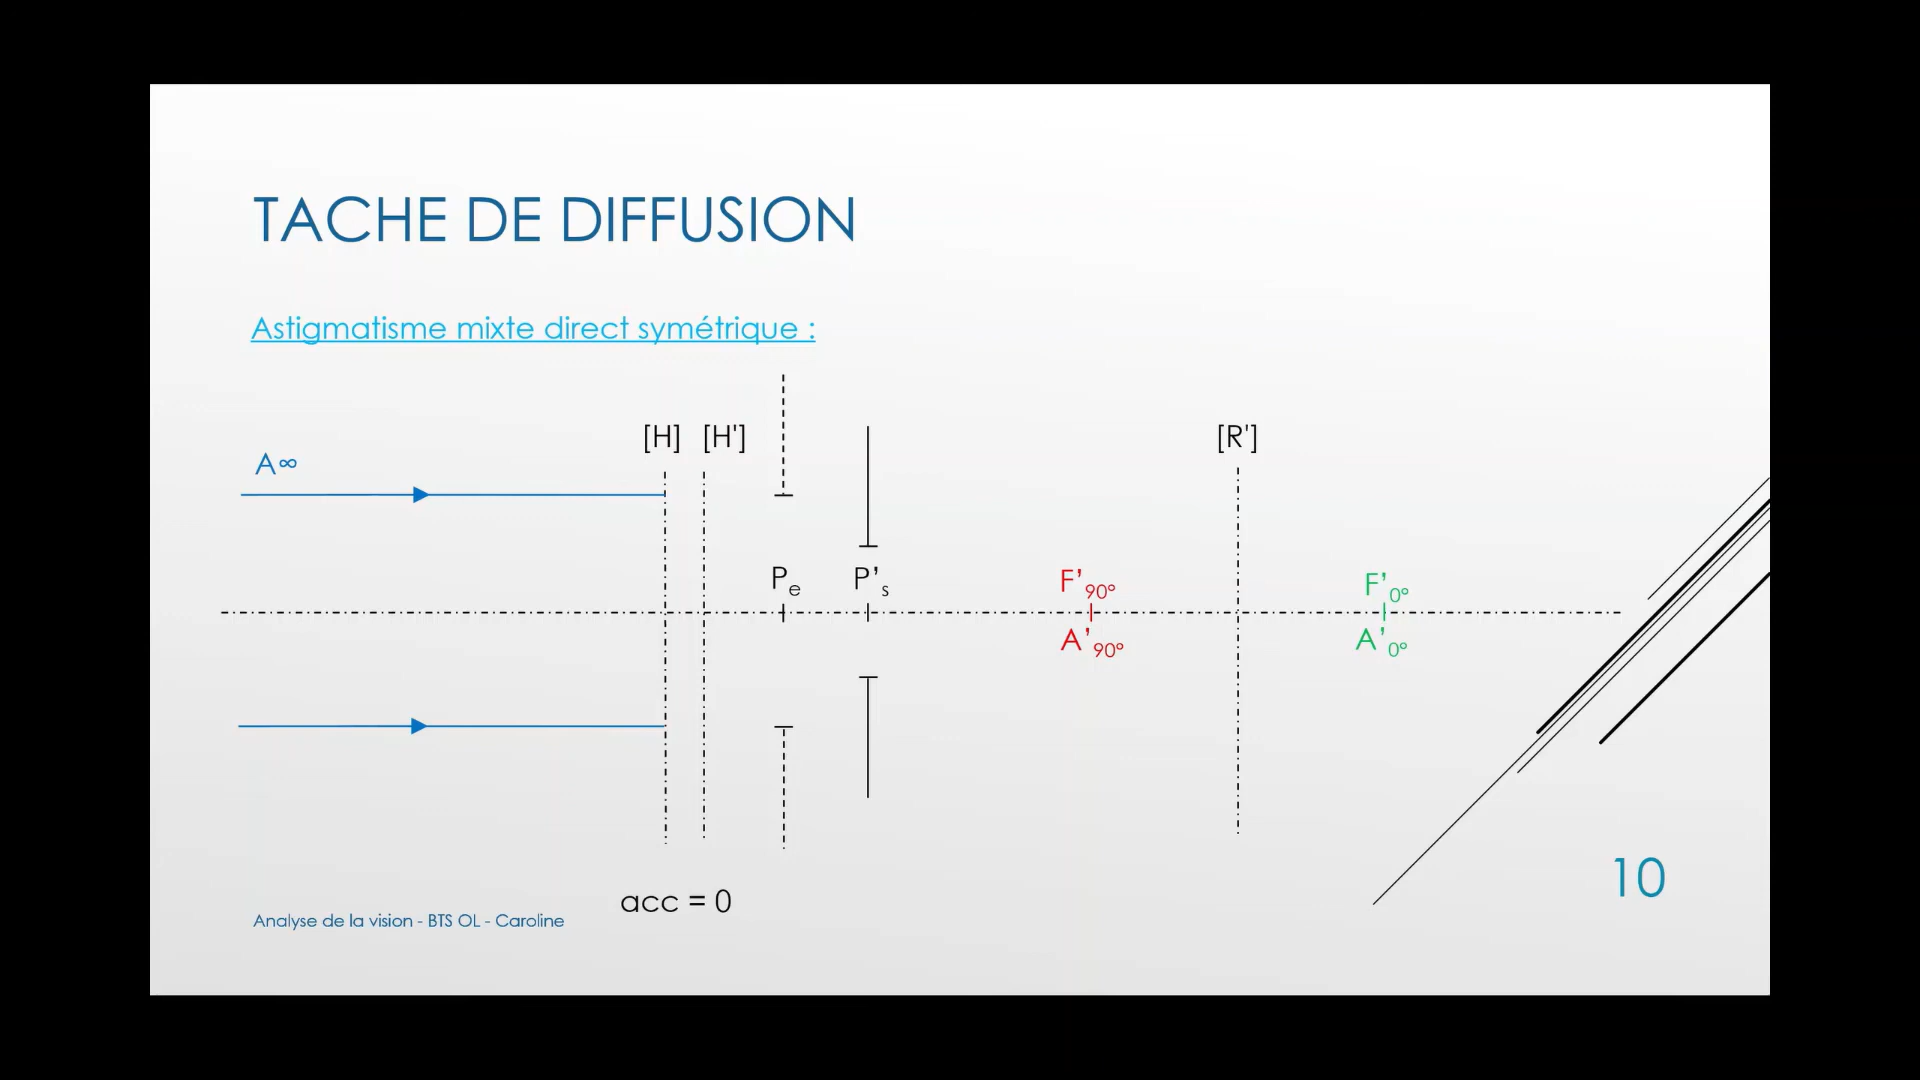 TACHE DE DIFFUSION
Astigmatisme mixte direct symétrique :
A∞
[H] [H'] [R']
Pe P's F'90° F'0°
A'90° A'0°
acc = 0
10
Analyse de la vision - BTS OL - Caroline